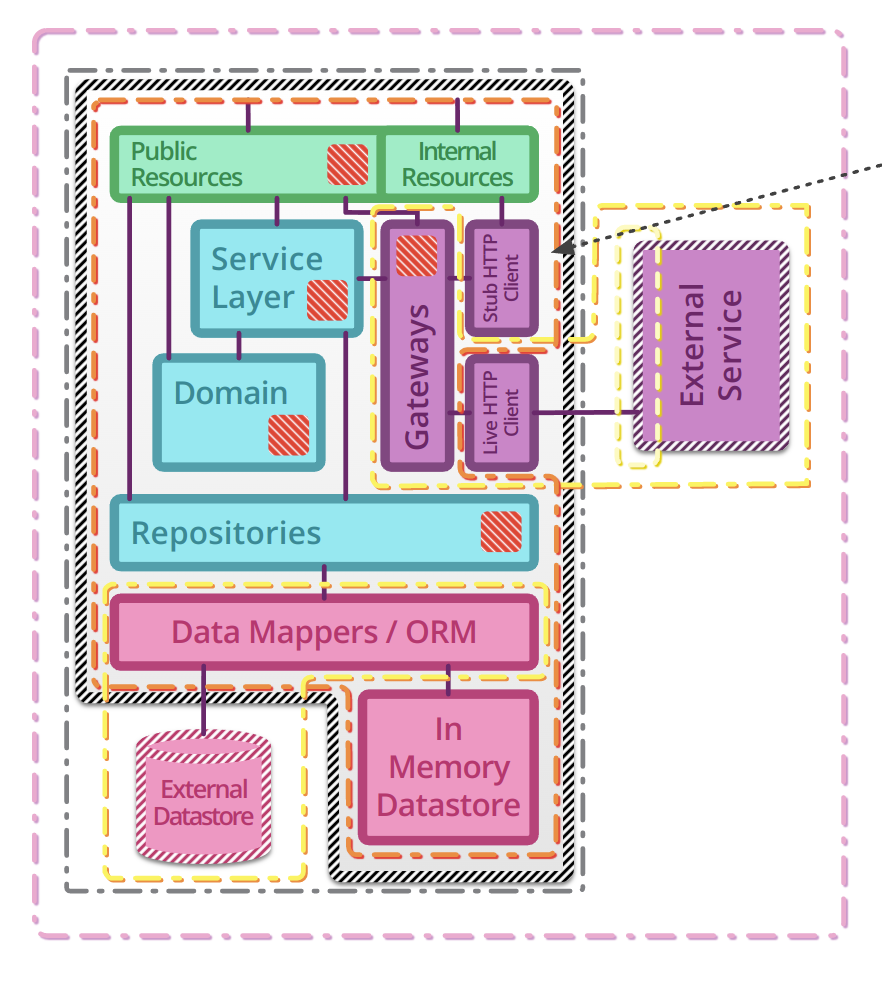 Public
Resources
Internal
Resources
Service
Layer
Gateways
Stub HTTP
Client
External
Service
Domain
Live HTTP
Client
Repositories
Data Mappers / ORM
In
Memory
Datastore
External
Datastore